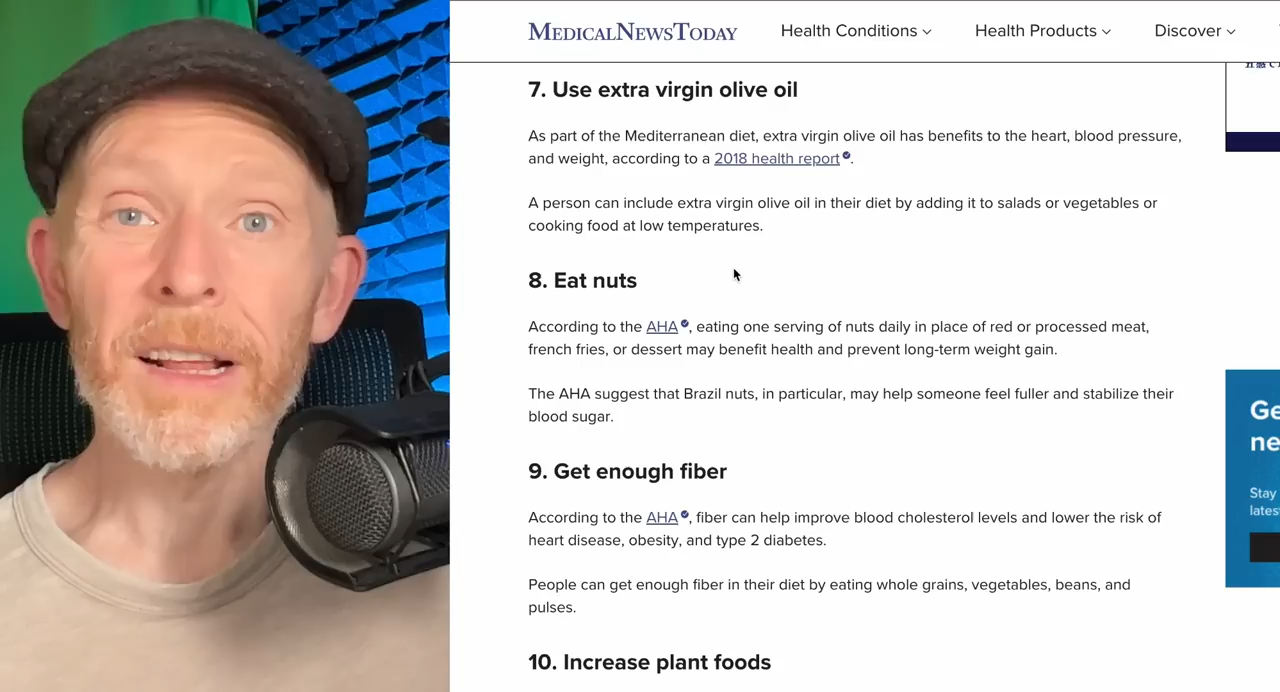 MEDICALNEWSTODAY
Health Conditions
Health Products
Discover
7. Use extra virgin olive oil
As part of the Mediterranean diet, extra virgin olive oil has benefits to the heart, blood pressure,
and weight, according to a 2018 health report.
A person can include extra virgin olive oil in their diet by adding it to salads or vegetables or
cooking food at low temperatures.
8. Eat nuts
According to the AHA, eating one serving of nuts daily in place of red or processed meat,
french fries, or dessert may benefit health and prevent long-term weight gain.
The AHA suggest that Brazil nuts, in particular, may help someone feel fuller and stabilize their
blood sugar.
9. Get enough fiber
According to the AHA, fiber can help improve blood cholesterol levels and lower the risk of
heart disease, obesity, and type 2 diabetes.
People can get enough fiber in their diet by eating whole grains, vegetables, beans, and
pulses.
10. Increase plant foods
Ge
ne
Stay
lates